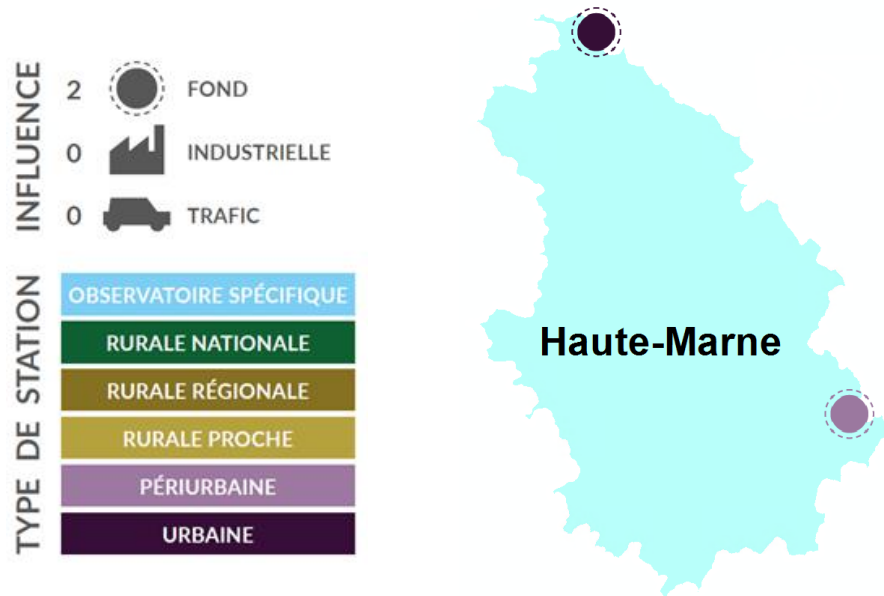 INFLUENCE
2 FOND
0 INDUSTRIELLE
0 TRAFIC
TYPE DE STATION
OBSERVATOIRE SPÉCIFIQUE
RURALE NATIONALE
RURALE RÉGIONALE
RURALE PROCHE
PÉRIURBAINE
URBAINE
Haute-Marne